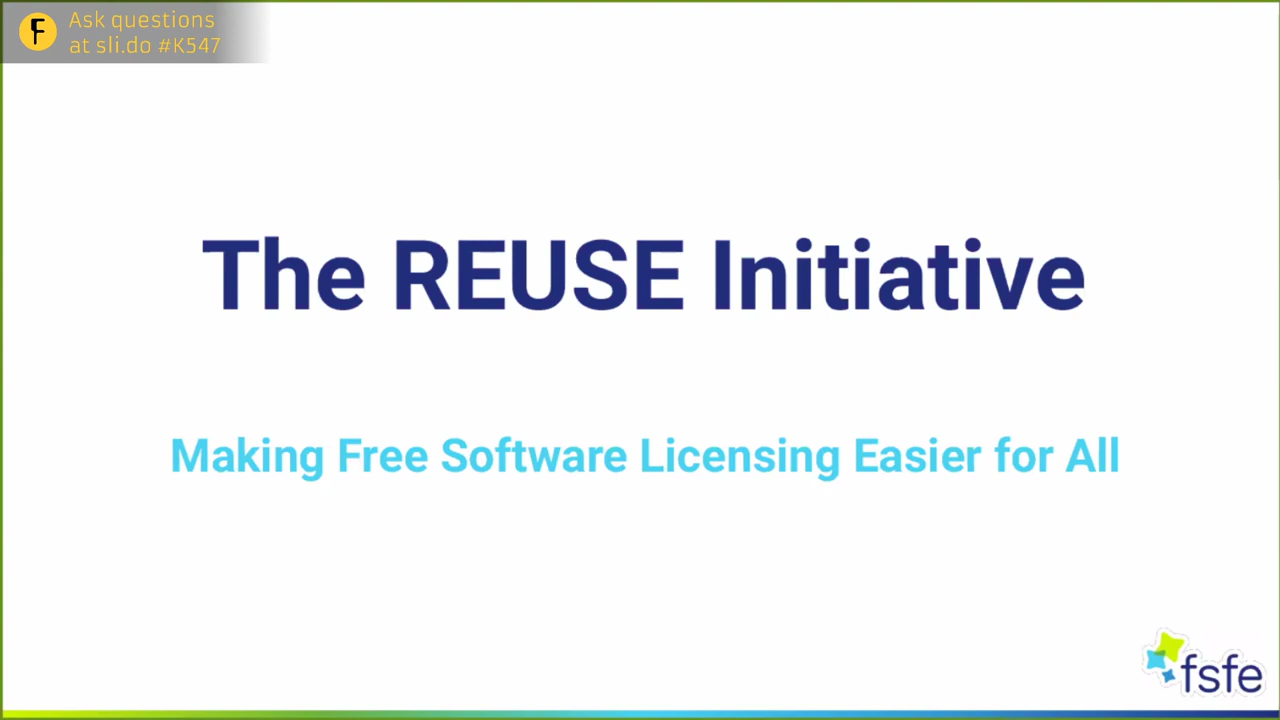 F
Ask questions
at sli.do #K547
The REUSE Initiative
Making Free Software Licensing Easier for All
fsfe